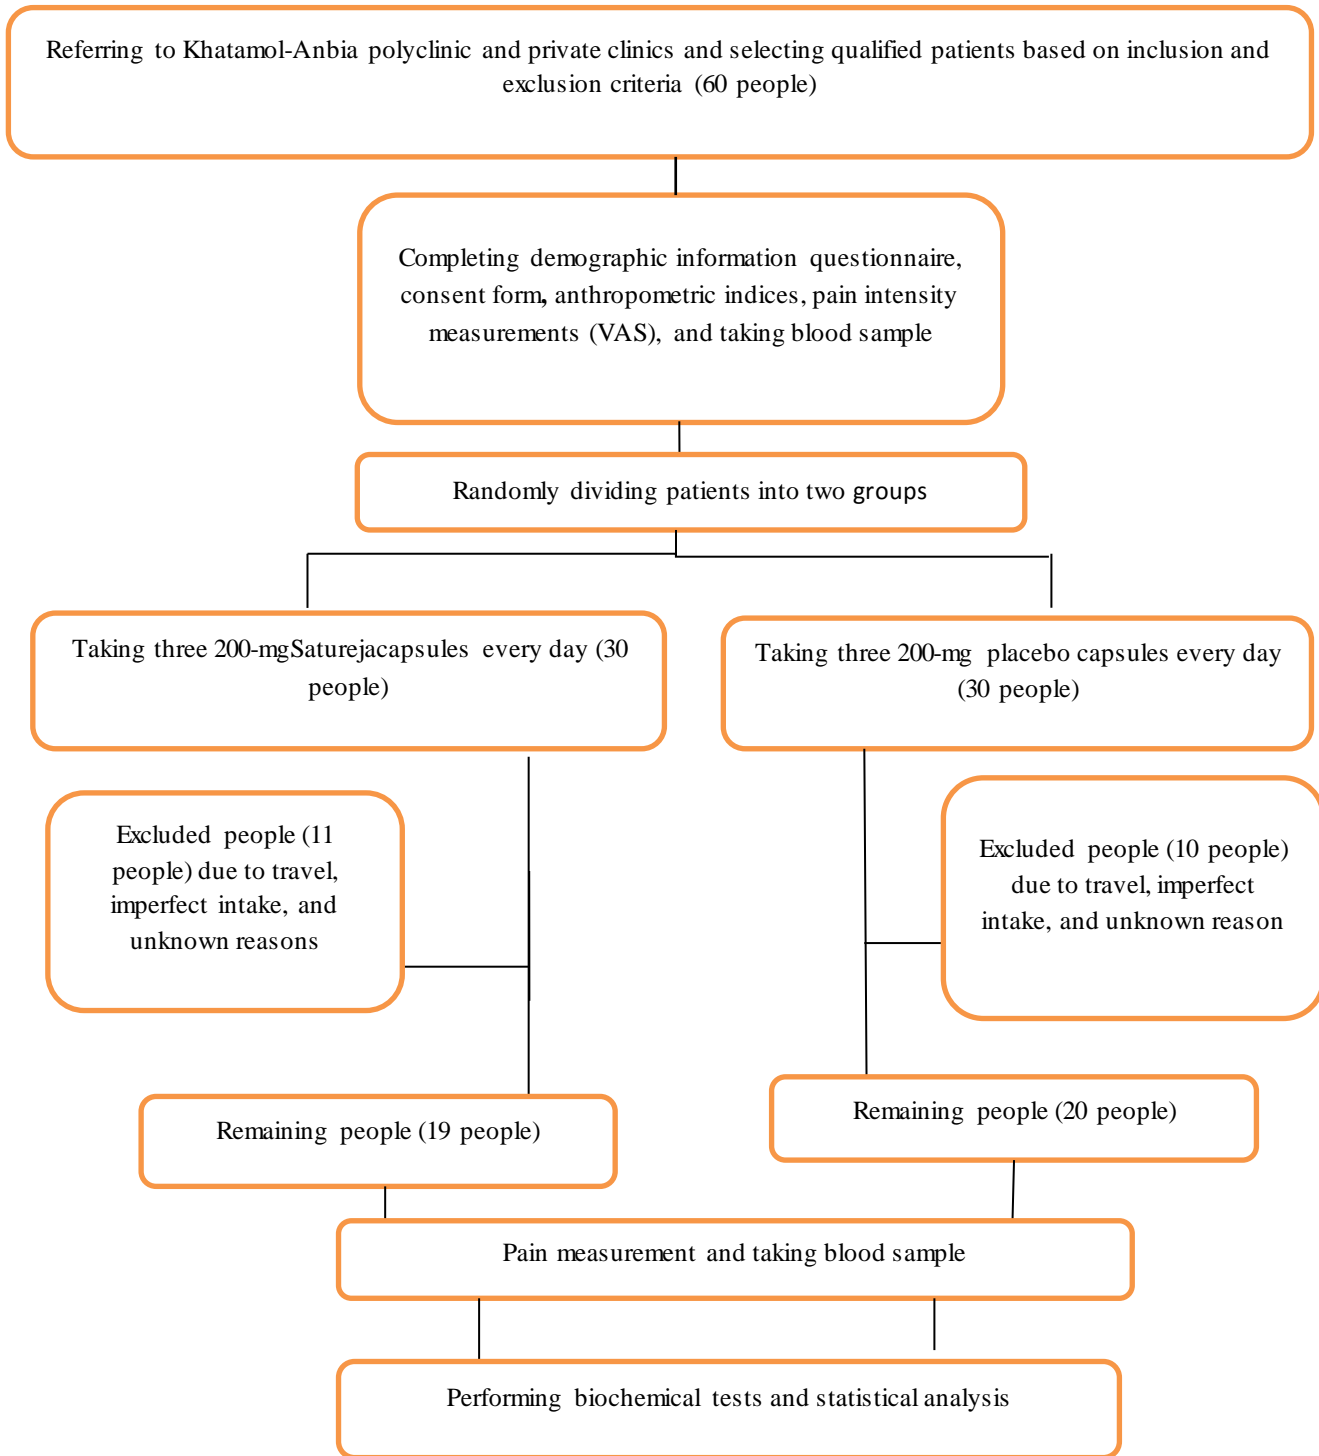 Referring to Khatamol-Anbia polyclinic and private clinics and selecting qualified patients based on inclusion and
exclusion criteria (60 people)
Completing demographic information questionnaire,
consent form, anthropometric indices, pain intensity
measurements (VAS), and taking blood sample
Randomly dividing patients into two groups
Taking three 200-mgSaturejacapsules every day (30
people)
Taking three 200-mg placebo capsules every day
(30 people)
Excluded people (11
people) due to travel,
imperfect intake, and
unknown reasons
Excluded people (10 people)
due to travel, imperfect
intake, and unknown reason
Remaining people (19 people)
Remaining people (20 people)
Pain measurement and taking blood sample
Performing biochemical tests and statistical analysis